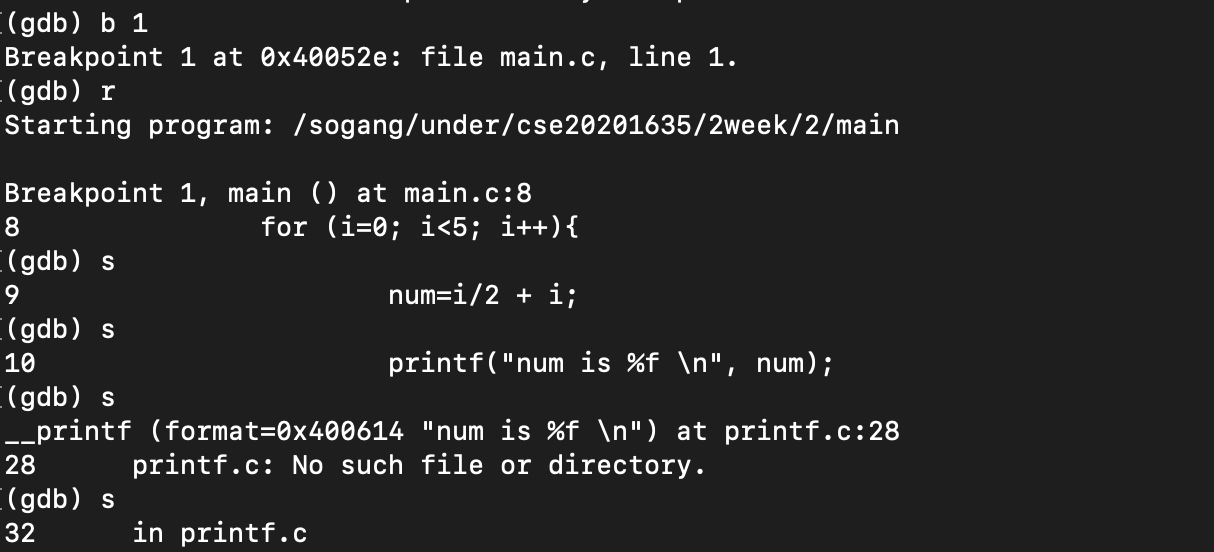 (gdb) b 1
Breakpoint 1 at 0x40052e: file main.c, line 1.
(gdb) r
Starting program: /sogang/under/cse20201635/2week/2/main
Breakpoint 1, main () at main.c:8
8               for (i=0; i<5; i++){
(gdb) s
9                       num=i/2 + i;
(gdb) s
10                      printf("num is %f \n", num);
(gdb) s
__printf (format=0x400614 "num is %f \n") at printf.c:28
28      printf.c: No such file or directory.
(gdb) s
32      in printf.c